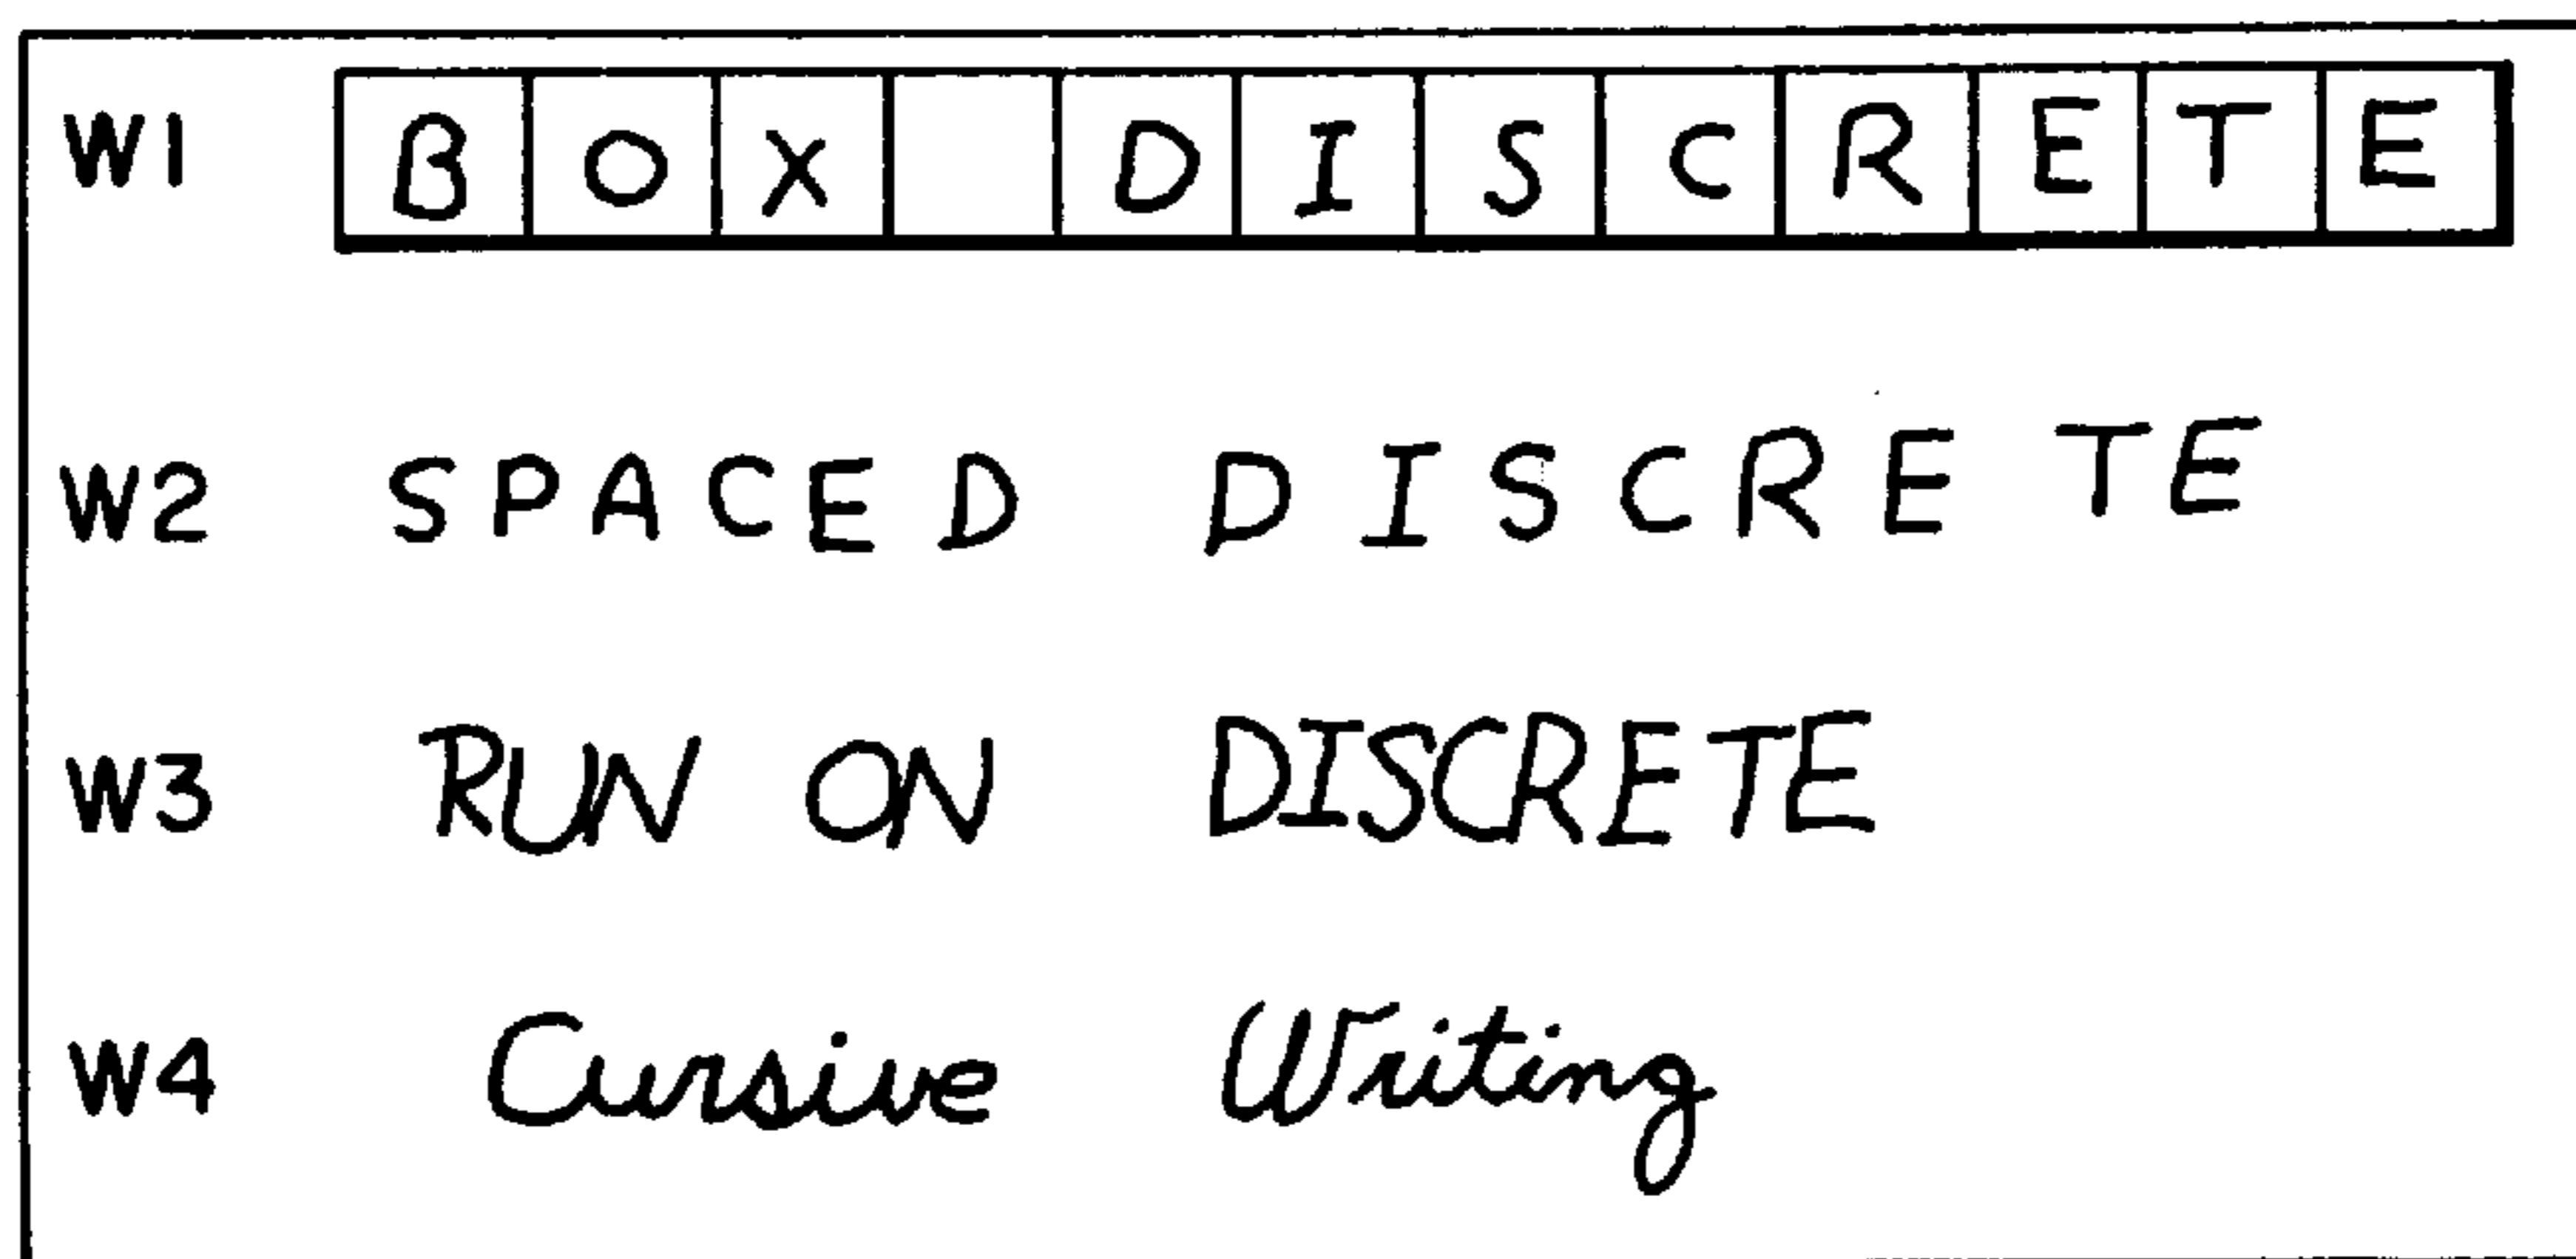 W1 BOX DISCRETE
W2 SPACED DISCRETE
W3 RUN ON DISCRETE
W4 Cursive Writing